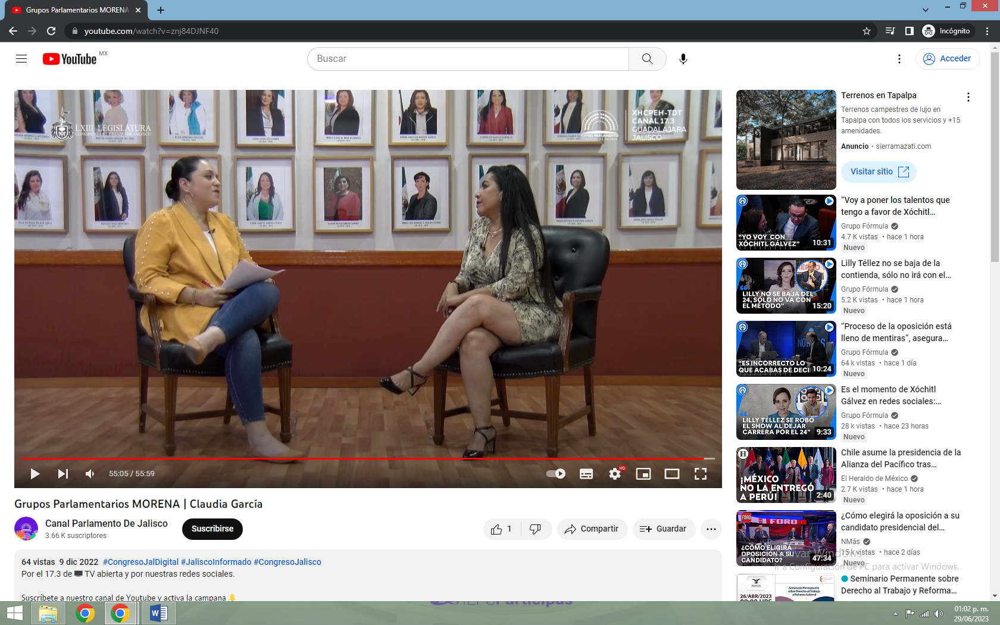 Grupos Parlamentarios MORENA
youtube.com/watch?v=znj84DJNF40
Incógnito
YouTube MX
Buscar
Acceder
LXIII LEGISLATURA
CONGRESO DEL ESTADO DE JALISCO
CANAL PARLAMENTO
XHCPEH-TDT
CANAL 17.3
GUADALAJARA
JALISCO
55:05 / 55:59
HD
Grupos Parlamentarios MORENA | Claudia García
Canal Parlamento De Jalisco
3.66 K suscriptores
Suscribirse
1
Compartir
Guardar
64 vistas 9 dic 2022 #CongresoJalDigital #JaliscoInformado #CongresoJalisco
Por el 17.3 de 🖥️ TV abierta y por nuestras redes sociales.
Suscríbete a nuestro canal de Youtube y activa la campana 🔔
Terrenos en Tapalpa
Terrenos campestres de lujo en
Tapalpa con todos los servicios y +15
amenidades.
Anuncio · sierramazati.com
Visitar sitio
"YO VOY CON
XÓCHITL GÁLVEZ"
10:31
“Voy a poner los talentos que
tengo a favor de Xóchitl...
Grupo Fórmula
4.7 K vistas • hace 1 hora
Nuevo
LILLY NO SE BAJA DEL
24, SÓLO NO VA CON
EL MÉTODO"
15:20
Lilly Téllez no se baja de la
contienda, sólo no irá con el...
Grupo Fórmula
5.2 K vistas • hace 1 hora
Nuevo
"ES INCORRECTO LO
QUE ACABAS DE DECI
10:24
“Proceso de la oposición está
lleno de mentiras”, asegura...
Grupo Fórmula
64 k vistas • hace 1 día
Nuevo
LILLY TÉLLEZ SE ROBÓ
EL SHOW AL DEJAR
CARRERA POR EL 24"
9:33
Es el momento de Xóchitl
Gálvez en redes sociales:...
Grupo Fórmula
28 k vistas • hace 23 horas
Nuevo
¡MÉXICO
NO LA ENTREGÓ
A PERÚ!
2:40
Chile asume la presidencia de la
Alianza del Pacífico tras...
El Heraldo de México
2.7 K vistas • hace 1 hora
Nuevo
FORO
¿CÓMO ELIGIRÁ
OPOSICIÓN A SU
CANDIDATO?
47:34
¿Cómo elegirá la oposición a su
candidato presidencial del...
NMás
15 k vistas • hace 2 días
Nuevo
Activar Windows
Ir a Configuración de PC para activar Windows.
Seminario Permanente
sobre Derecho al Trabajo
y Reforma Laboral
26/ABR/2023
Seminario Permanente sobre
Derecho al Trabajo y Reforma...
01:02 p. m.
29/06/2023